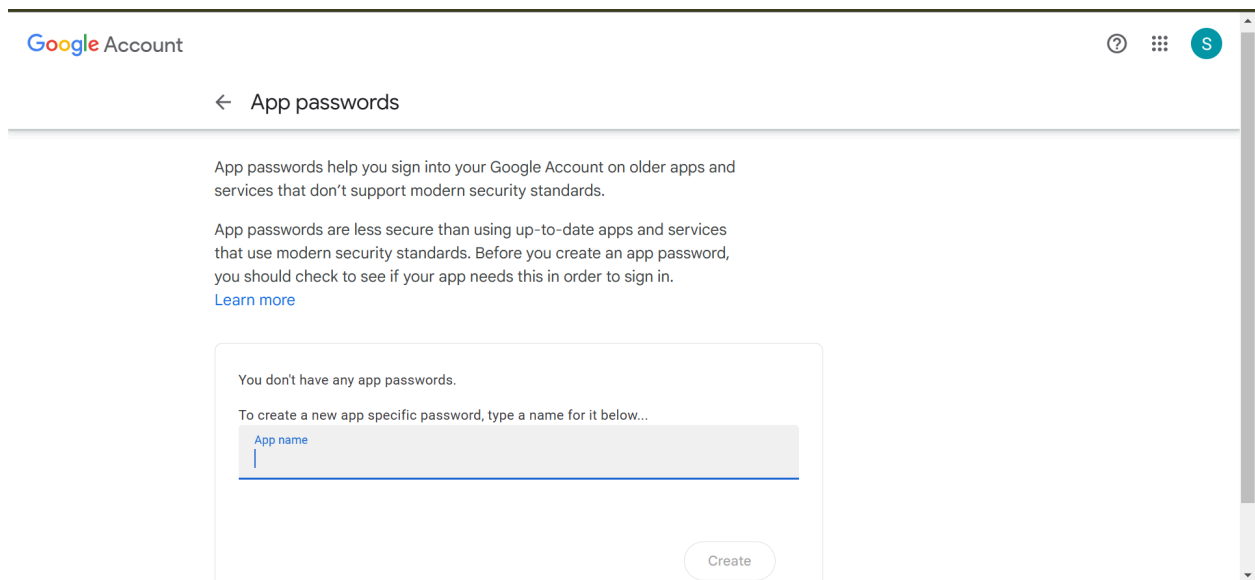 Google Account
S
App passwords
App passwords help you sign into your Google Account on older apps and
services that don’t support modern security standards.
App passwords are less secure than using up-to-date apps and services
that use modern security standards. Before you create an app password,
you should check to see if your app needs this in order to sign in.
Learn more
You don't have any app passwords.
To create a new app specific password, type a name for it below...
App name
Create